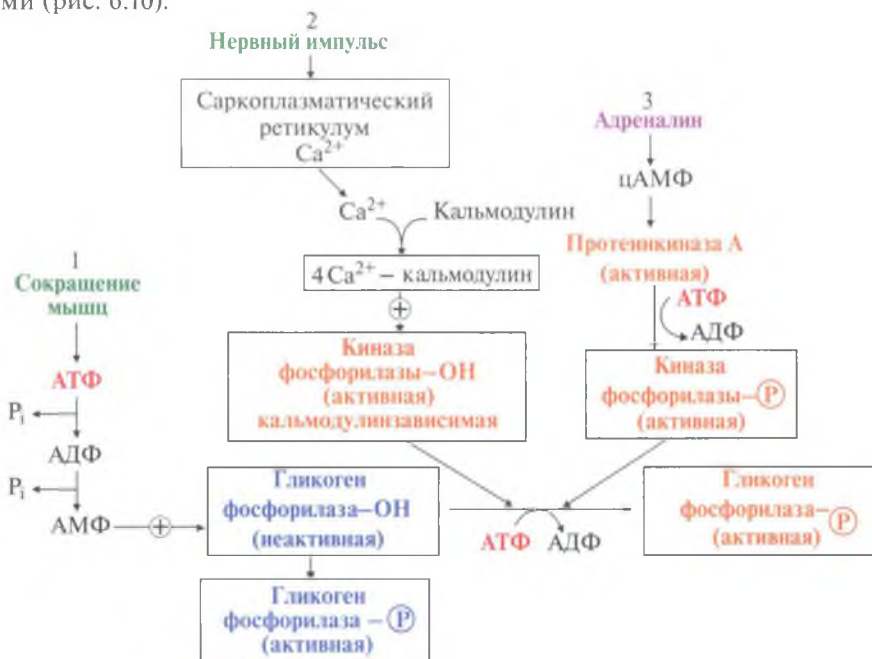 ми (рис. 6.10).
2
Нервный импульс
Саркоплазматический
ретикулум
Ca²⁺
3
Адреналин
цАМФ
Ca²⁺
Кальмодулин
Протеинкиназа А
(активная)
1
Сокращение
мышц
4 Ca²⁺ – кальмодулин
+
АТФ
АДФ
Киназа
фосфорилазы–ОН
(активная)
кальмодулинзависимая
Киназа
фосфорилазы–P
(активная)
АТФ
Pi
АДФ
Pi
АМФ
+
Гликоген
фосфорилаза–ОН
(неактивная)
АТФ
АДФ
Гликоген
фосфорилаза–P
(активная)
Гликоген
фосфорилаза – P
(активная)